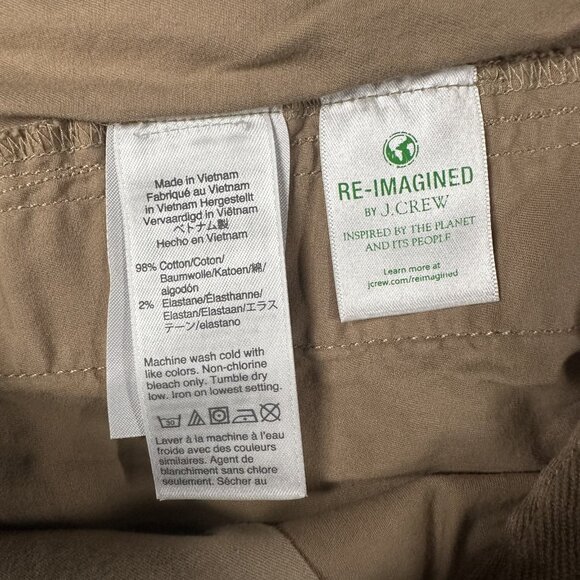 Made in Vietnam
Fabriqué au Vietnam
in Vietnam Hergestellt
Vervaardigd in Viëtnam
ベトナム製
Hecho en Vietnam
98% Cotton/Coton/
Baumwolle/Katoen/綿/
algodón
2% Elastane/Élasthanne/
Elastan/Elastaan/エラス
テーン/elastano
Machine wash cold with
like colors. Non-chlorine
bleach only. Tumble dry
low. Iron on lowest setting.
30
Laver à la machine à l'eau
froide avec des couleurs
similaires. Agent de
blanchiment sans chlore
seulement. Sécher au
RE-IMAGINED
BY J.CREW
INSPIRED BY THE PLANET
AND ITS PEOPLE
Learn more at
jcrew.com/reimagined